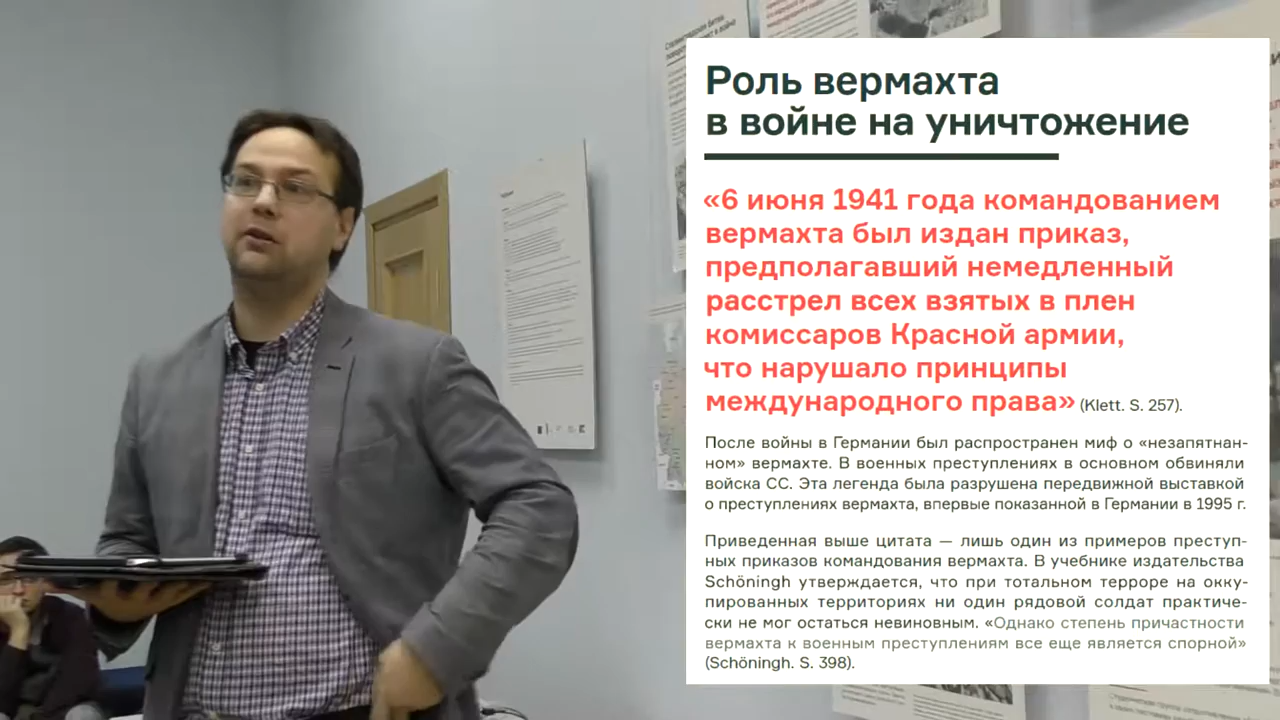 Роль вермахта
в войне на уничтожение
«6 июня 1941 года командованием
вермахта был издан приказ,
предполагавший немедленный
расстрел всех взятых в плен
комиссаров Красной армии,
что нарушало принципы
международного права» (Klett. S. 257).
После войны в Германии был распространен миф о «незапятнан-
ном» вермахте. В военных преступлениях в основном обвиняли
войска СС. Эта легенда была разрушена передвижной выставкой
о преступлениях вермахта, впервые показанной в Германии в 1995 г.
Приведенная выше цитата — лишь один из примеров преступ-
ных приказов командования вермахта. В учебнике издательства
Schöningh утверждается, что при тотальном терроре на окку-
пированных территориях ни один рядовой солдат практиче-
ски не мог остаться невиновным. «Однако степень причастности
вермахта к военным преступлениям все еще является спорной»
(Schöningh. S. 398).